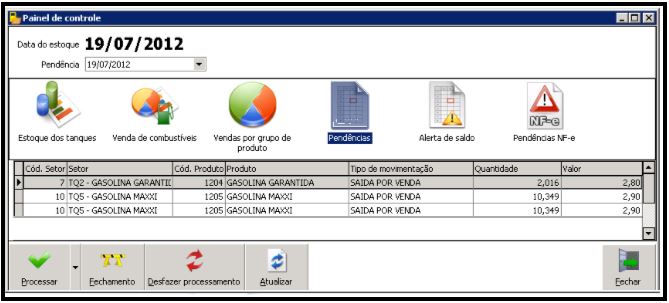 Painel de controle
Data do estoque 19/07/2012
Pendência 19/07/2012
Estoque dos tanques Venda de combustíveis Vendas por grupo de produto Pendências Alerta de saldo NF-e Pendências NF-e
Cód. Setor Setor Cód. Produto Produto Tipo de movimentação Quantidade Valor
7 TQ2 - GASOLINA GARANTIE 1204 GASOLINA GARANTIDA SAIDA POR VENDA 2,016 2,80
10 TQ5 - GASOLINA MAXXI 1205 GASOLINA MAXXI SAIDA POR VENDA 10,349 2,90
10 TQ5 - GASOLINA MAXXI 1205 GASOLINA MAXXI SAIDA POR VENDA 10,349 2,90
Processar Fechamento Desfazer processamento Atualizar Fechar